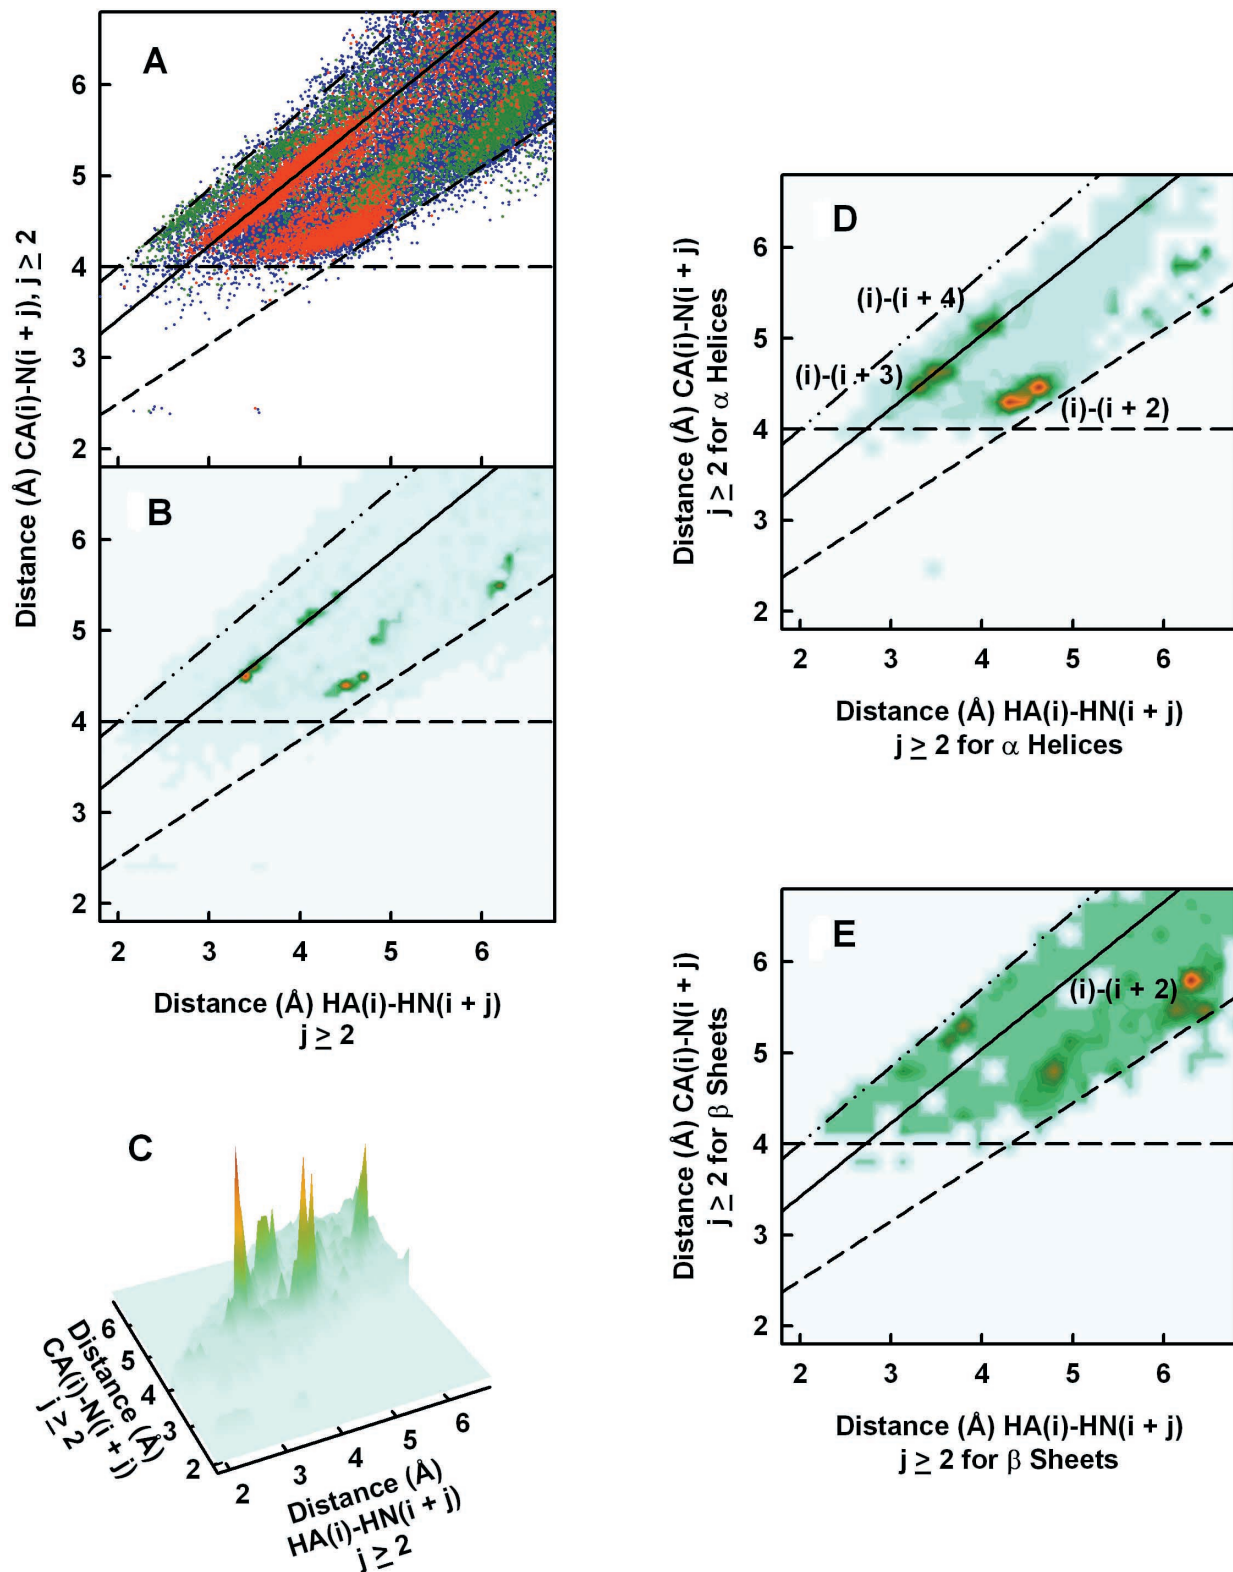 A
6
5
4
3
2
Distance (Å) CA(i)-N(i + j), j ≥ 2
B
6
5
4
3
2
2 3 4 5 6
Distance (Å) HA(i)-HN(i + j)
j ≥ 2
C
6
5
4
3
2
Distance (Å)
CA(i)-N(i + j)
j ≥ 2
2 3 4 5 6
Distance (Å)
HA(i)-HN(i + j)
j ≥ 2
D
6
5
4
3
2
Distance (Å) CA(i)-N(i + j)
j ≥ 2 for α Helices
(i)-(i + 4)
(i)-(i + 3)
(i)-(i + 2)
2 3 4 5 6
Distance (Å) HA(i)-HN(i + j)
j ≥ 2 for α Helices
E
6
5
4
3
2
Distance (Å) CA(i)-N(i + j)
j ≥ 2 for β Sheets
(i)-(i + 2)
2 3 4 5 6
Distance (Å) HA(i)-HN(i + j)
j ≥ 2 for β Sheets